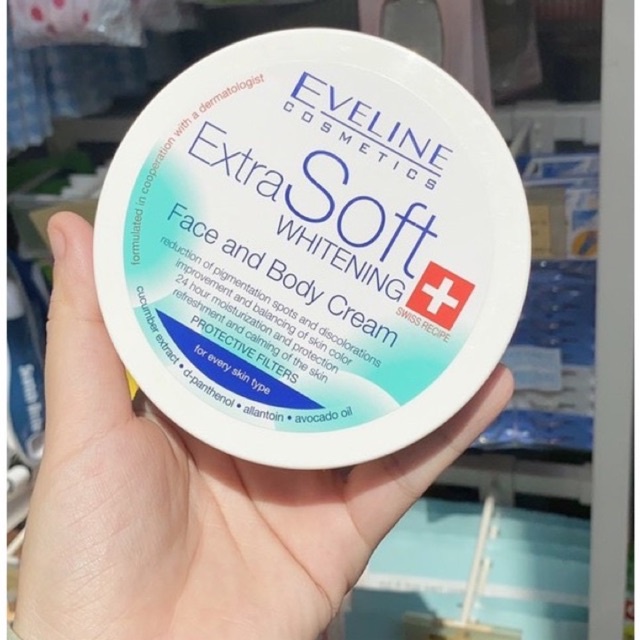 formulated in cooperation with a dermatologist
EVELINE
COSMETICS
Extra Soft
WHITENING
Face and Body Cream
SWISS RECIPE
reduction of pigmentation spots and discolorations
improvement and balancing of skin color
24 hour moisturization and protection
refreshment and calming of the skin
PROTECTIVE FILTERS
for every skin type
cucumber extract • d-panthenol • allantoin • avocado oil